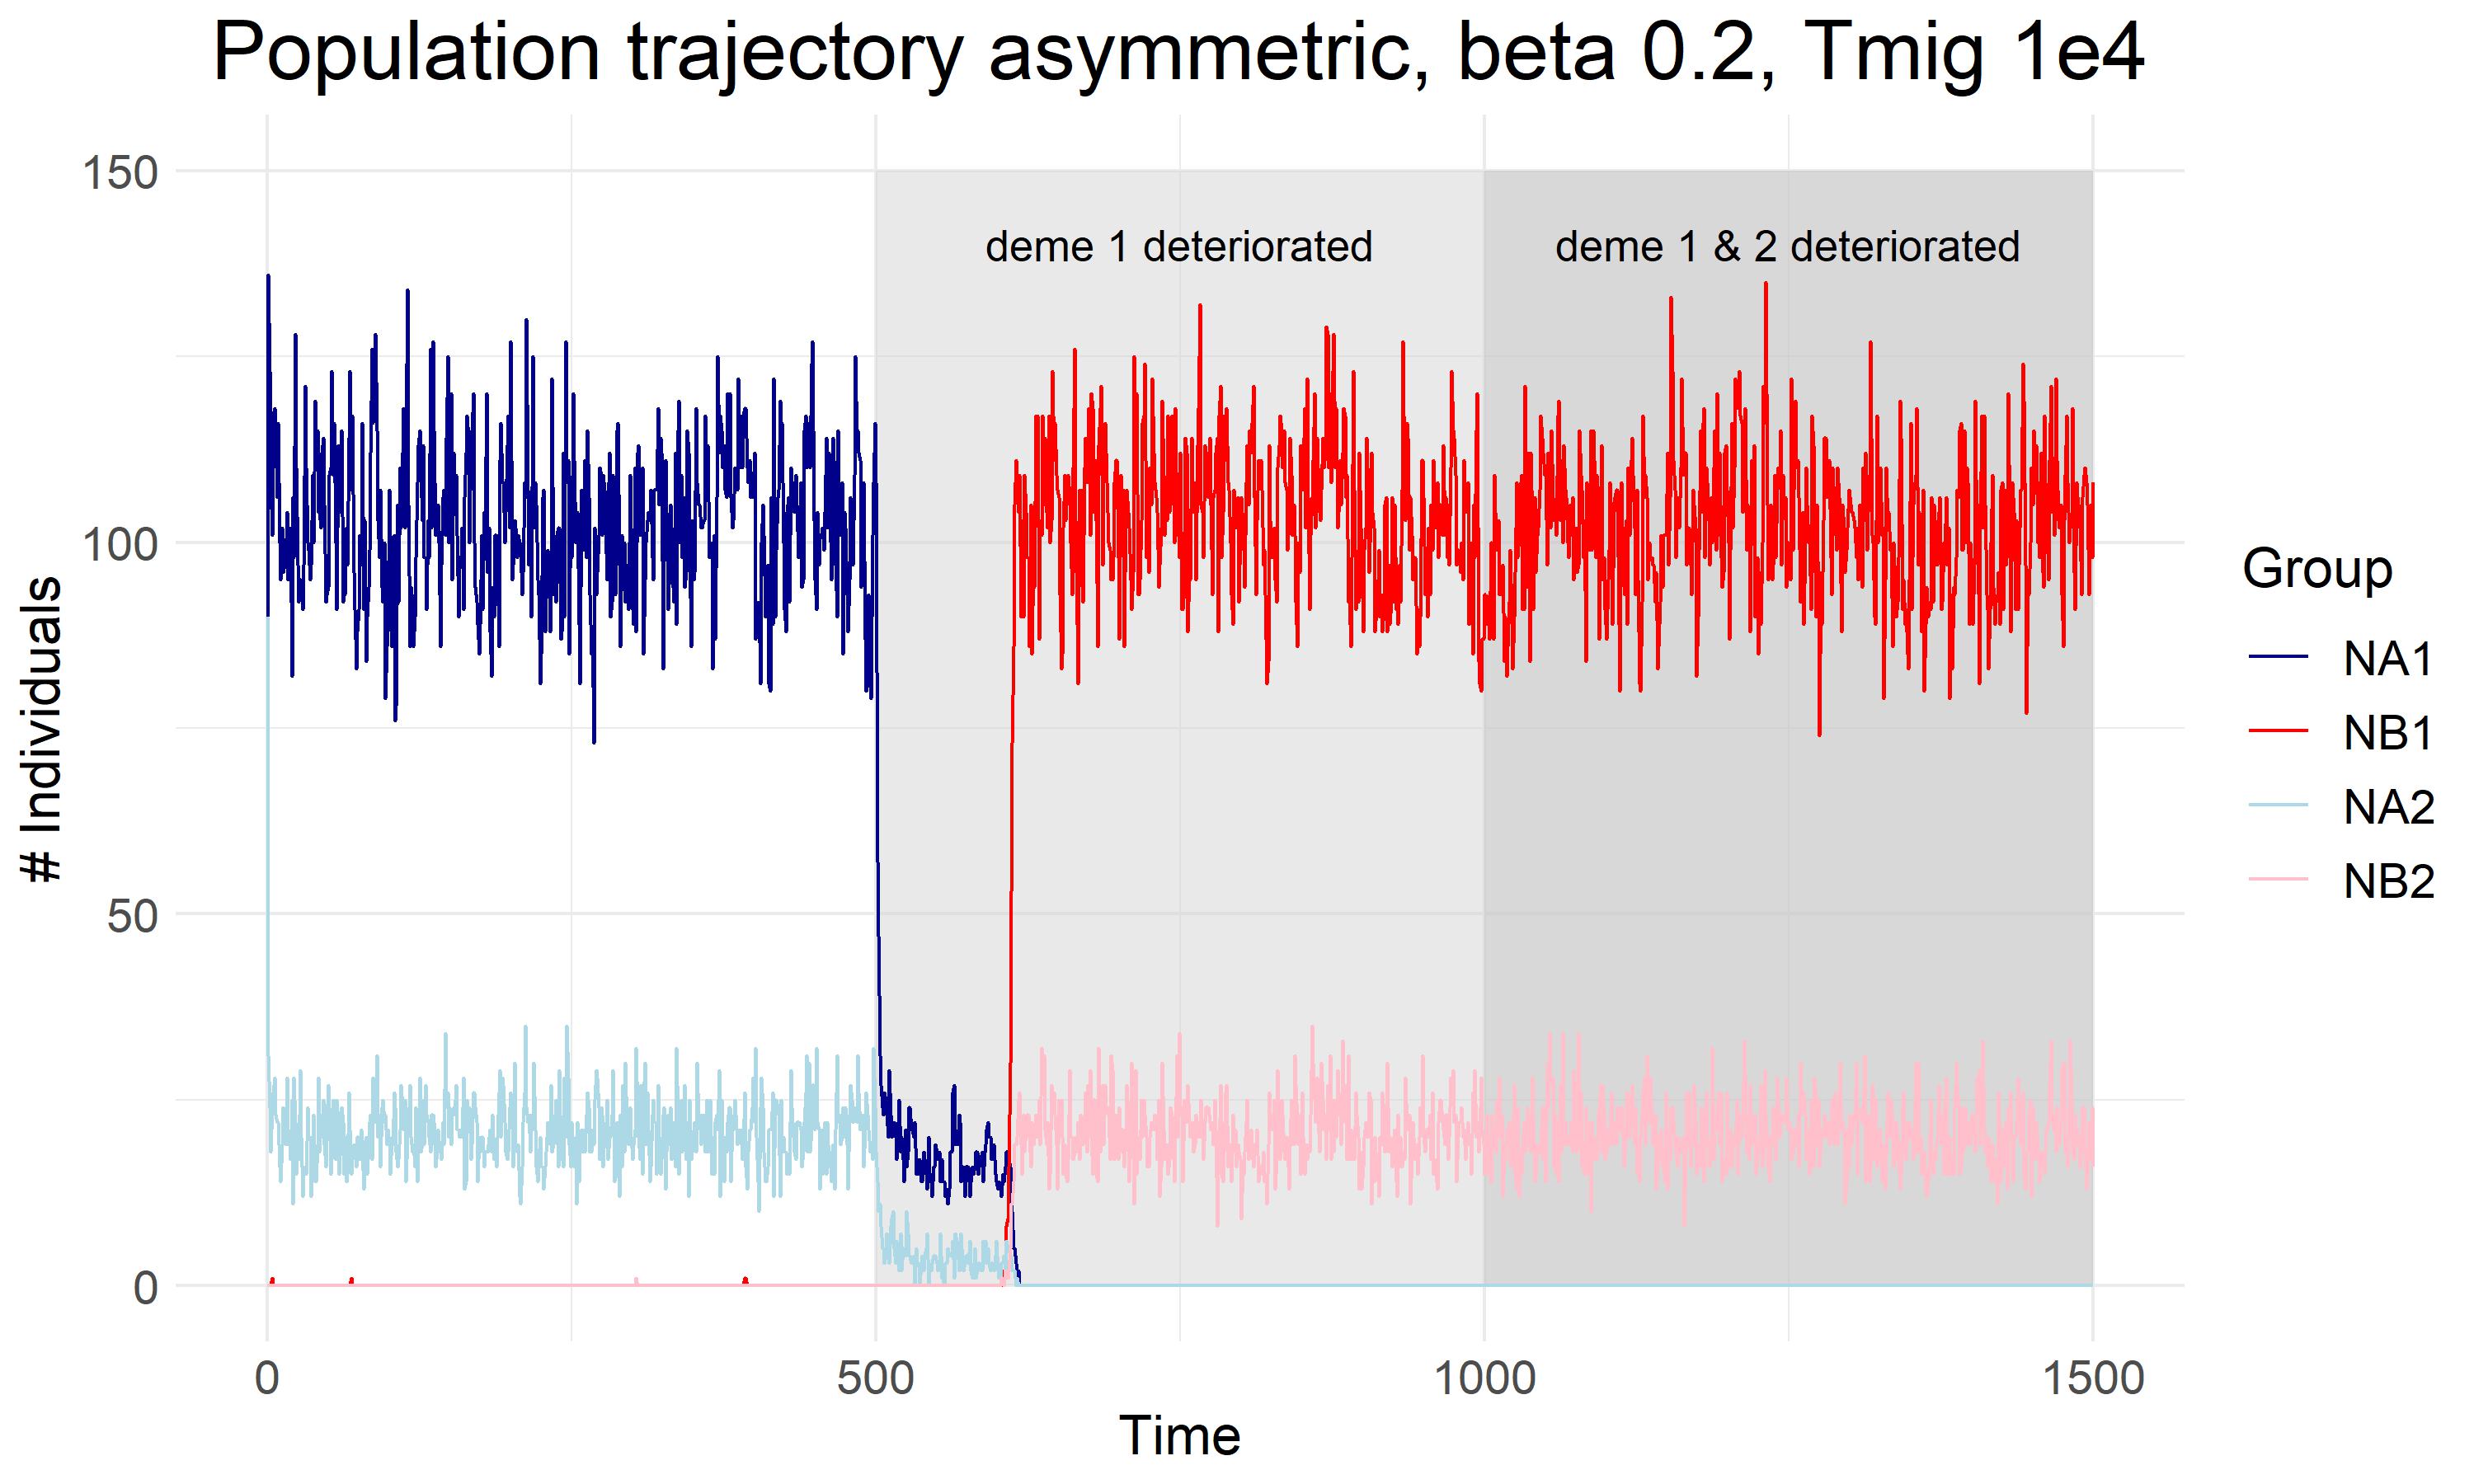 Population trajectory asymmetric, beta 0.2, Tmig 1e4
150
100
50
0
# Individuals
deme 1 deteriorated
deme 1 & 2 deteriorated
0
500
1000
1500
Time
Group
NA1
NB1
NA2
NB2